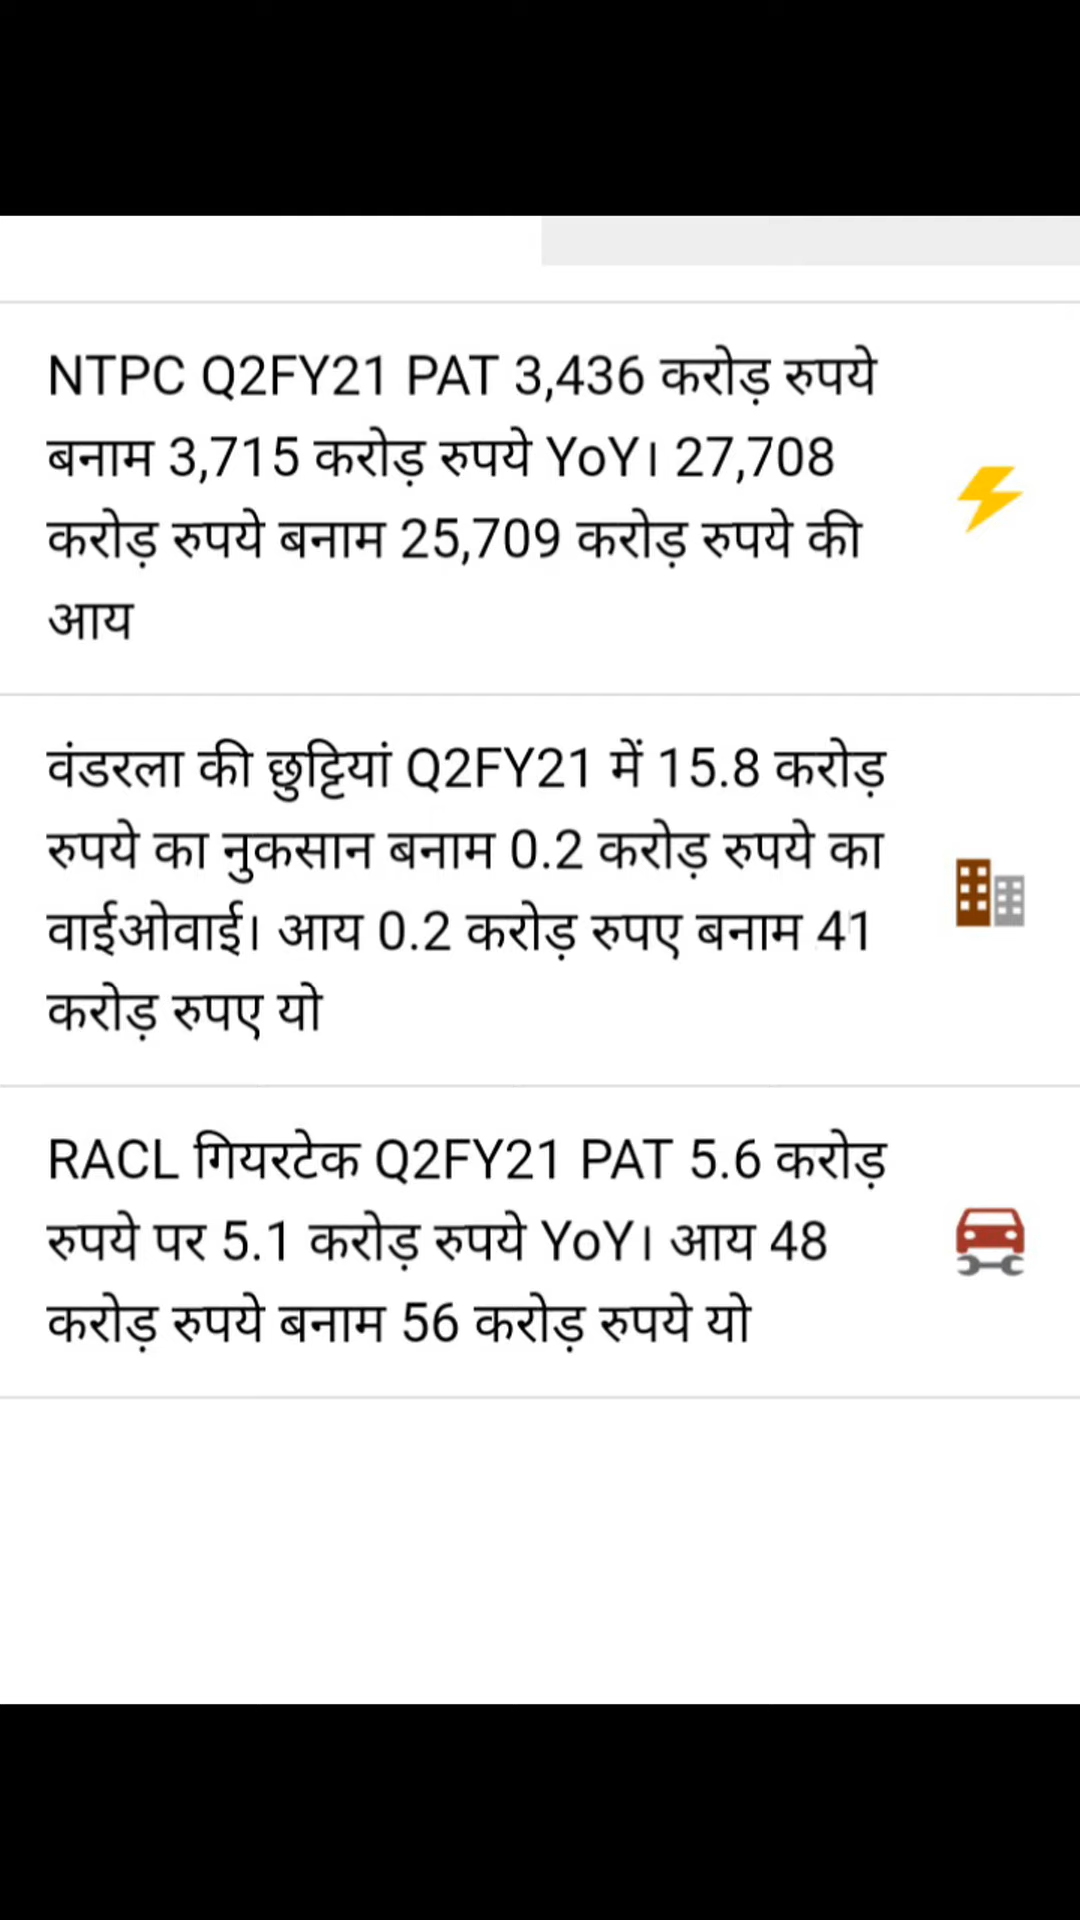 NTPC Q2FY21 PAT 3,436 करोड़ रुपये
बनाम 3,715 करोड़ रुपये YoY। 27,708
करोड़ रुपये बनाम 25,709 करोड़ रुपये की
आय
वंडरला की छुट्टियां Q2FY21 में 15.8 करोड़
रुपये का नुकसान बनाम 0.2 करोड़ रुपये का
वाईओवाई। आय 0.2 करोड़ रुपए बनाम 41
करोड़ रुपए यो
RACL गियरटेक Q2FY21 PAT 5.6 करोड़
रुपये पर 5.1 करोड़ रुपये YoY। आय 48
करोड़ रुपये बनाम 56 करोड़ रुपये यो